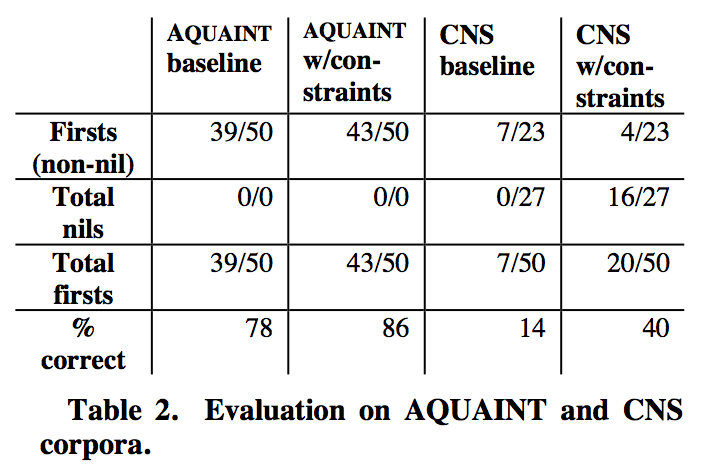 AQUAINT baseline AQUAINT w/con- straints CNS baseline CNS w/con- straints
Firsts (non-nil) 39/50 43/50 7/23 4/23
Total nils 0/0 0/0 0/27 16/27
Total firsts 39/50 43/50 7/50 20/50
% correct 78 86 14 40
Table 2. Evaluation on AQUAINT and CNS
corpora.